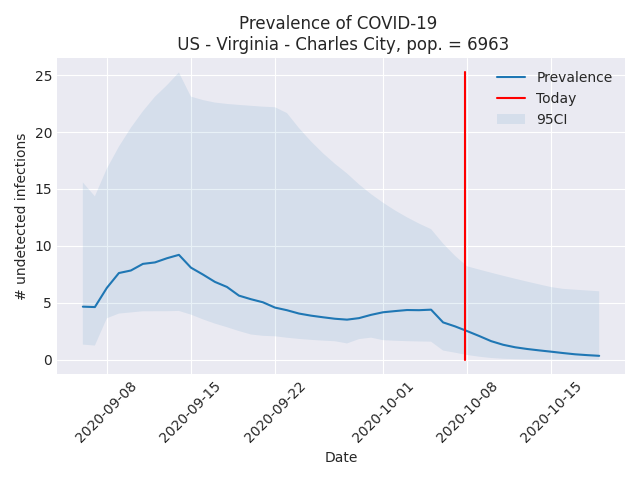 Prevalence of COVID-19
US - Virginia - Charles City, pop. = 6963
# undetected infections
25
20
15
10
5
0
Prevalence
Today
95CI
2020-09-08
2020-09-15
2020-09-22
2020-10-01
2020-10-08
2020-10-15
Date